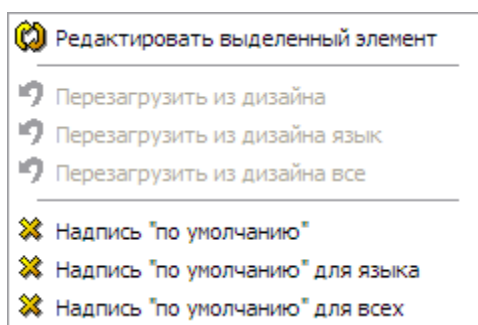 Редактировать выделенный элемент
Перезагрузить из дизайна
Перезагрузить из дизайна язык
Перезагрузить из дизайна все
Надпись "по умолчанию"
Надпись "по умолчанию" для языка
Надпись "по умолчанию" для всех